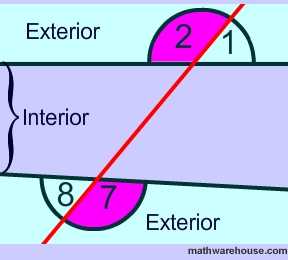 Exterior
2
1
Interior
8
7
Exterior
mathwarehouse.com